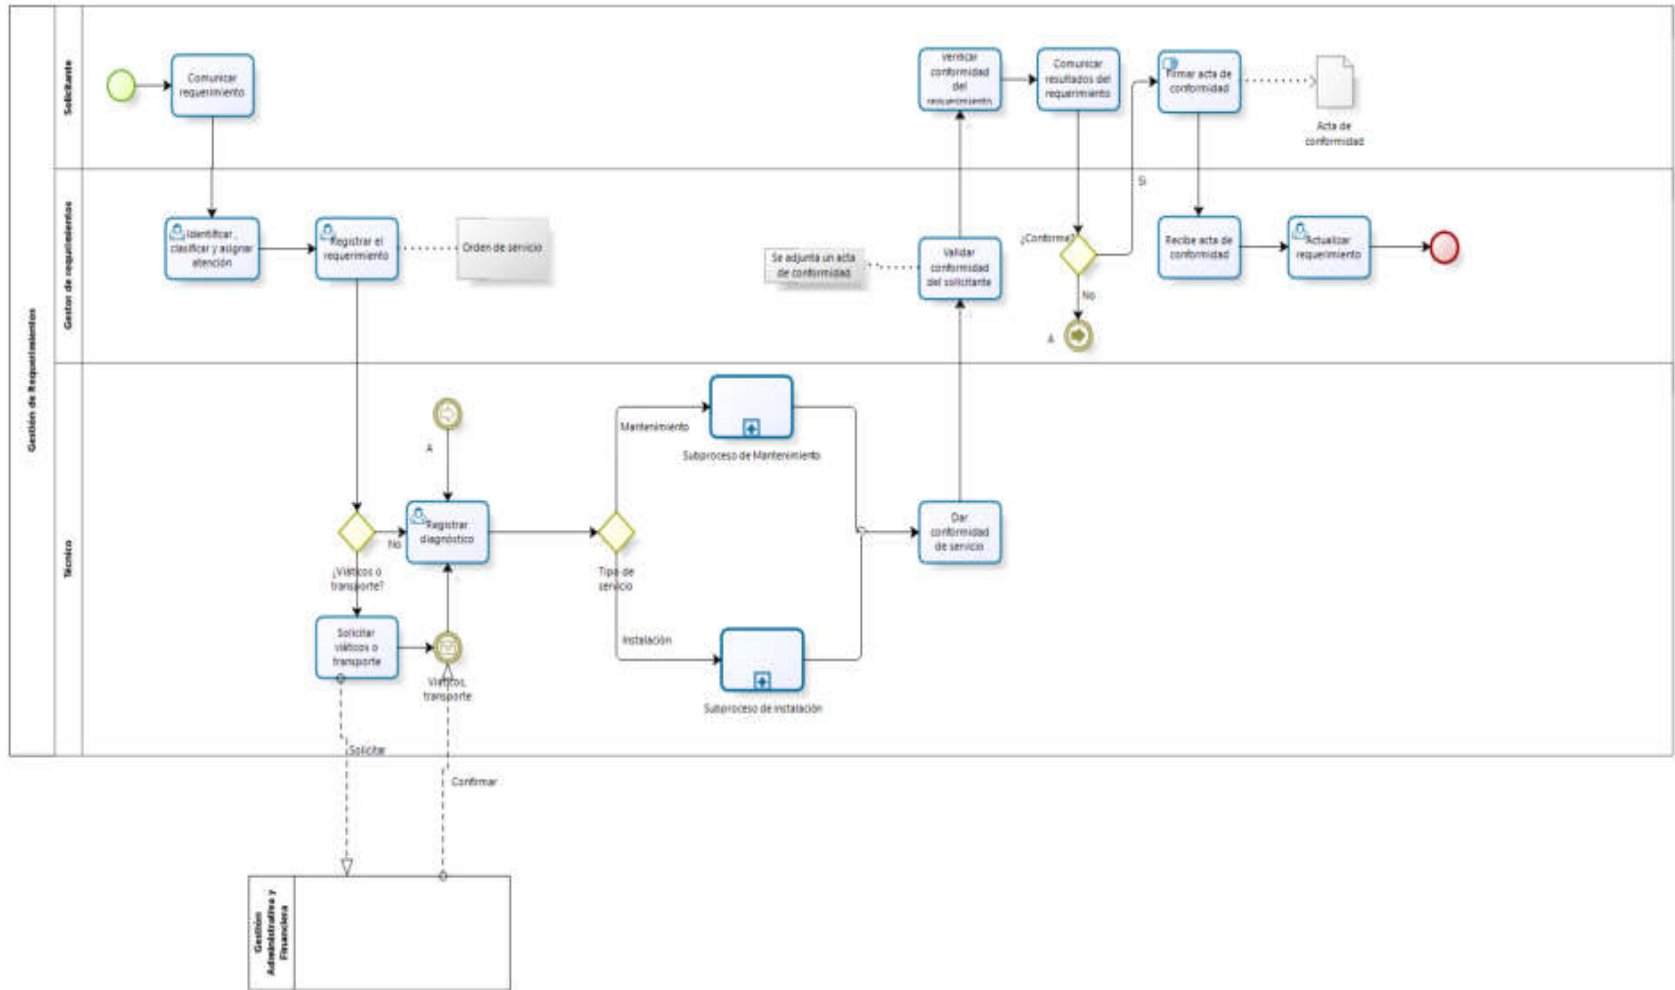 Gestión de Requerimientos
Solicitante
Comunicar
requerimiento
Verificar
conformidad
del
requerimiento
Comunicar
resultados del
requerimiento
Firmar acta de
conformidad
Acta de
conformidad
Gestos de requrimientos
Identificar ,
clasificar y asignar
atención
Registrar el
requerimiento
Orden de servicio
Se adjunta un acta
de conformidad
Validar
conformidad
del solicitante
¿Conforme?
Si
No
A
Recibe acta de
conformidad
Actualizar
requerimiento
Técnico
A
¿Viáticos o
transporte?
No
Registrar
diagnóstico
Solicitar
viáticos o
transporte
Viáticos,
transporte
Tipo de
servicio
Mantenimiento
Subproceso de Mantenimiento
Instalación
Subproceso de instalación
Dar
conformidad
de servicio
Solicitar
Confirmar
Gestión
Administrativa y
Financiera